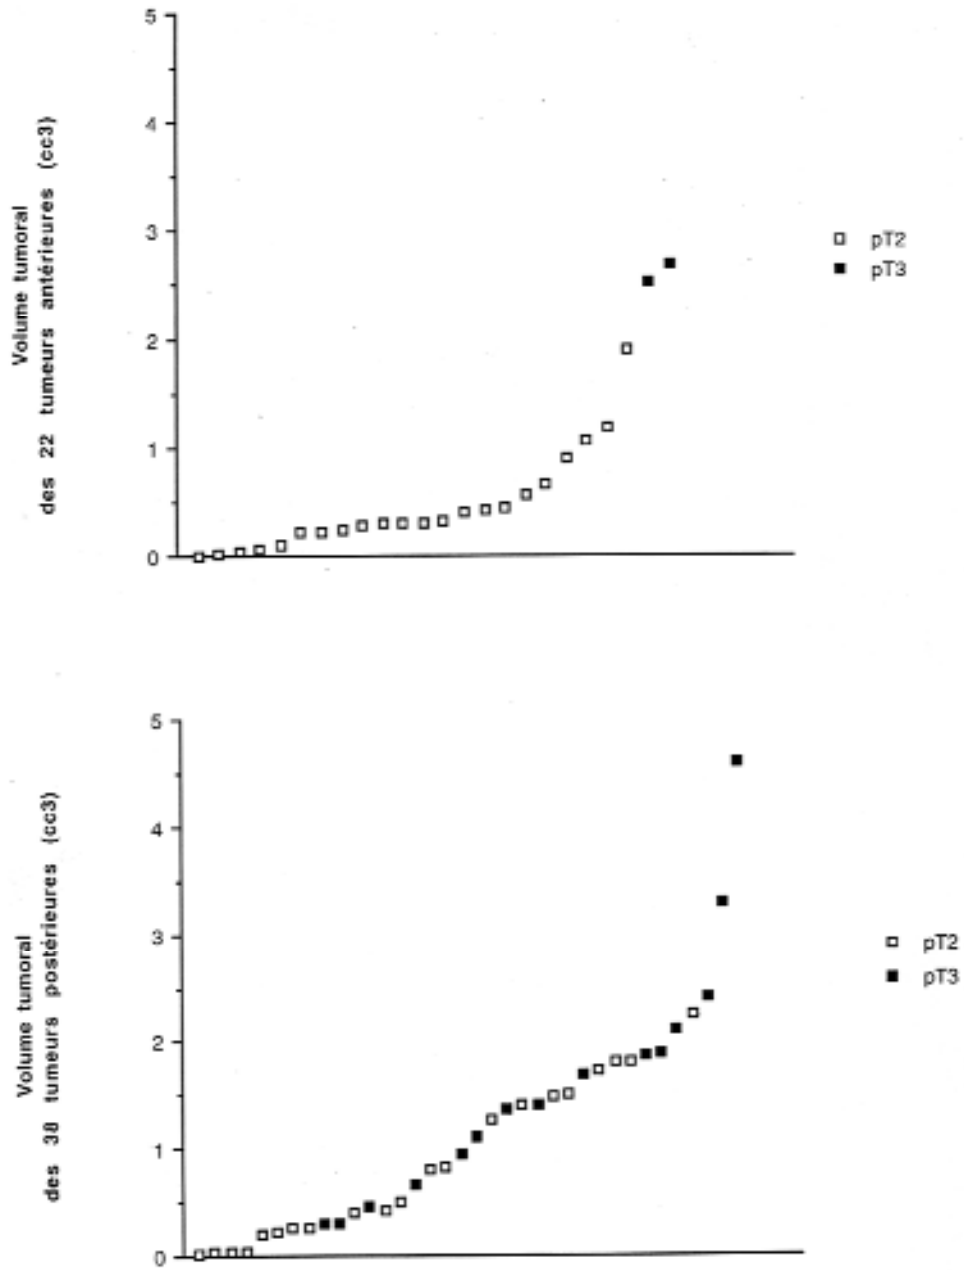 Volume tumoral
des 22 tumeurs antérieures (cc3)
5
4
3
2
1
0
pT2
pT3
Volume tumoral
des 38 tumeurs postérieures (cc3)
5
4
3
2
1
0
pT2
pT3